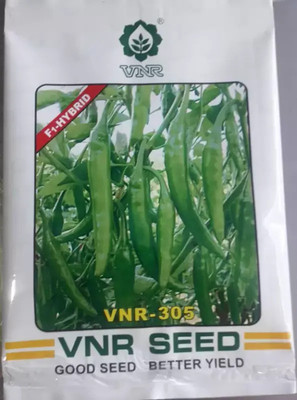 VNR
F1-HYBRID
VNR-305
VNR SEED
GOOD SEED BETTER YIELD